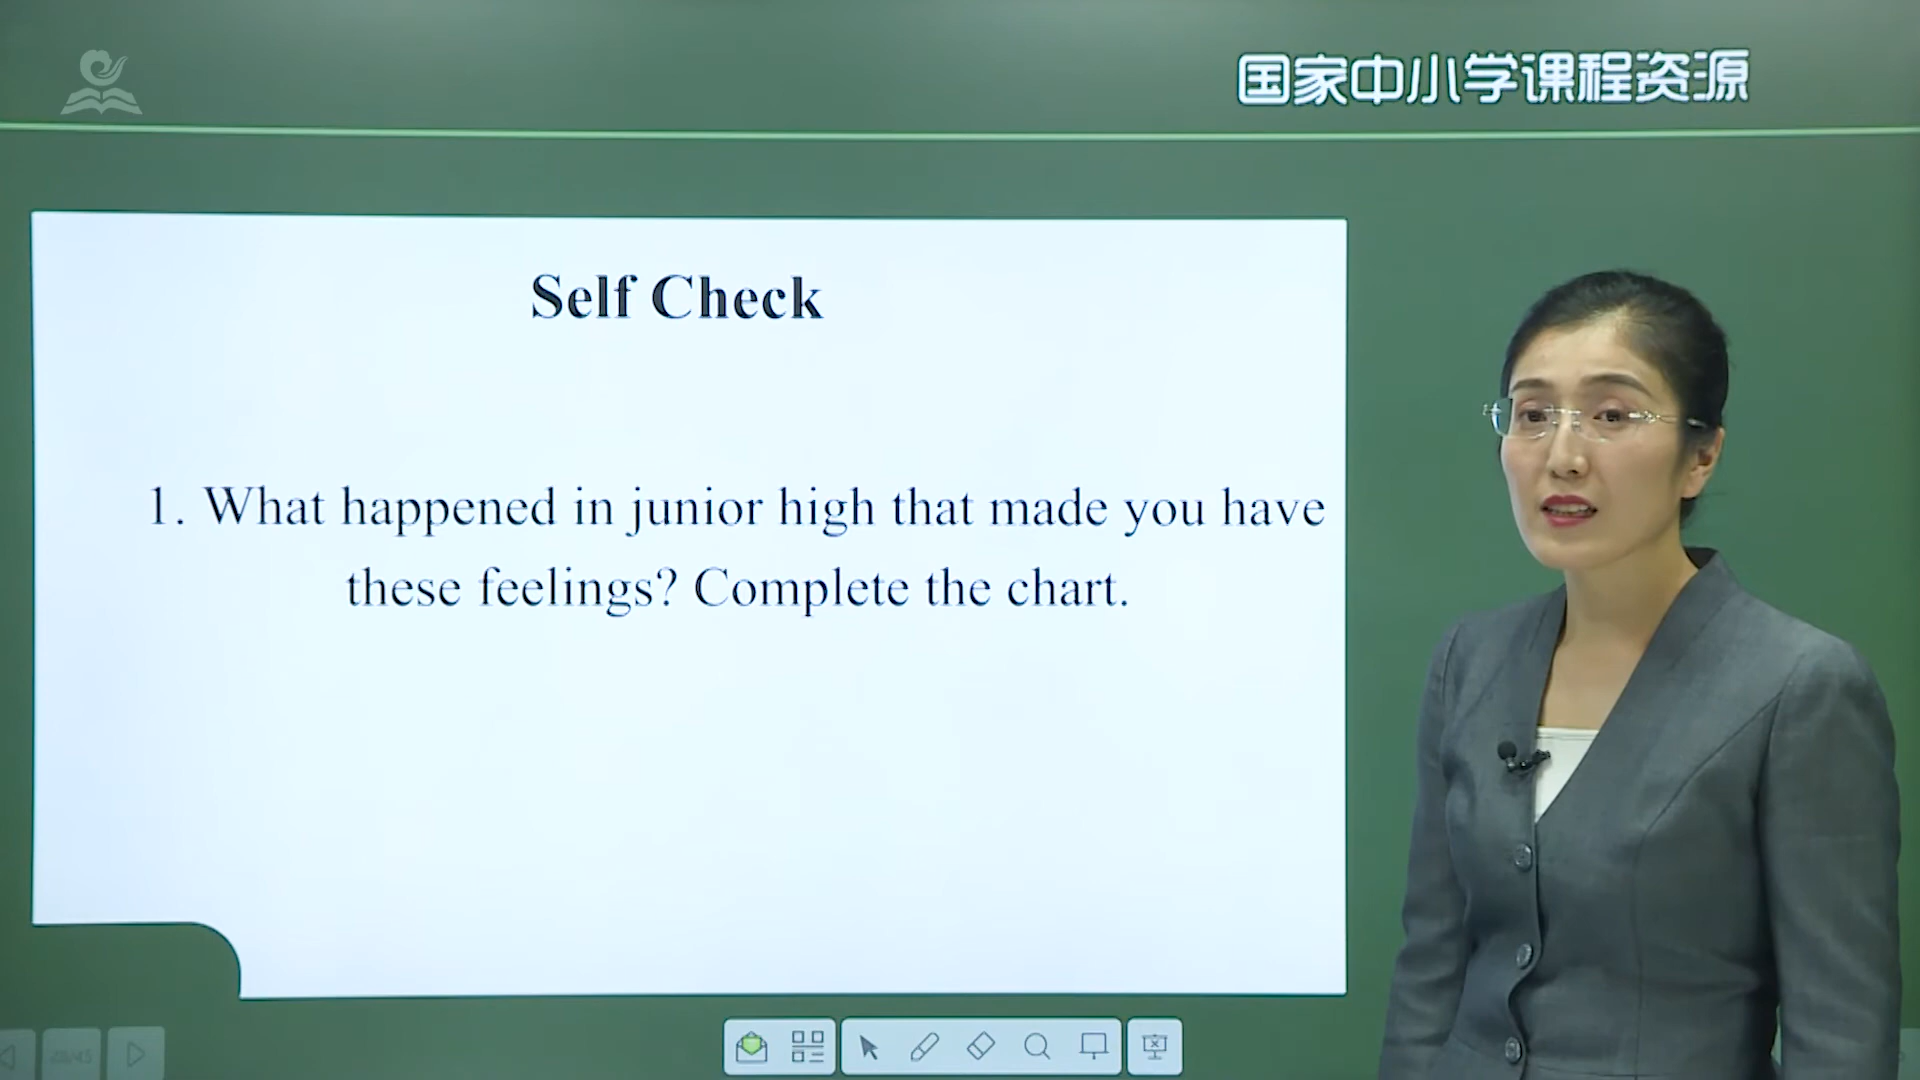 国家中小学课程资源
Self Check
1. What happened in junior high that made you have
these feelings? Complete the chart.